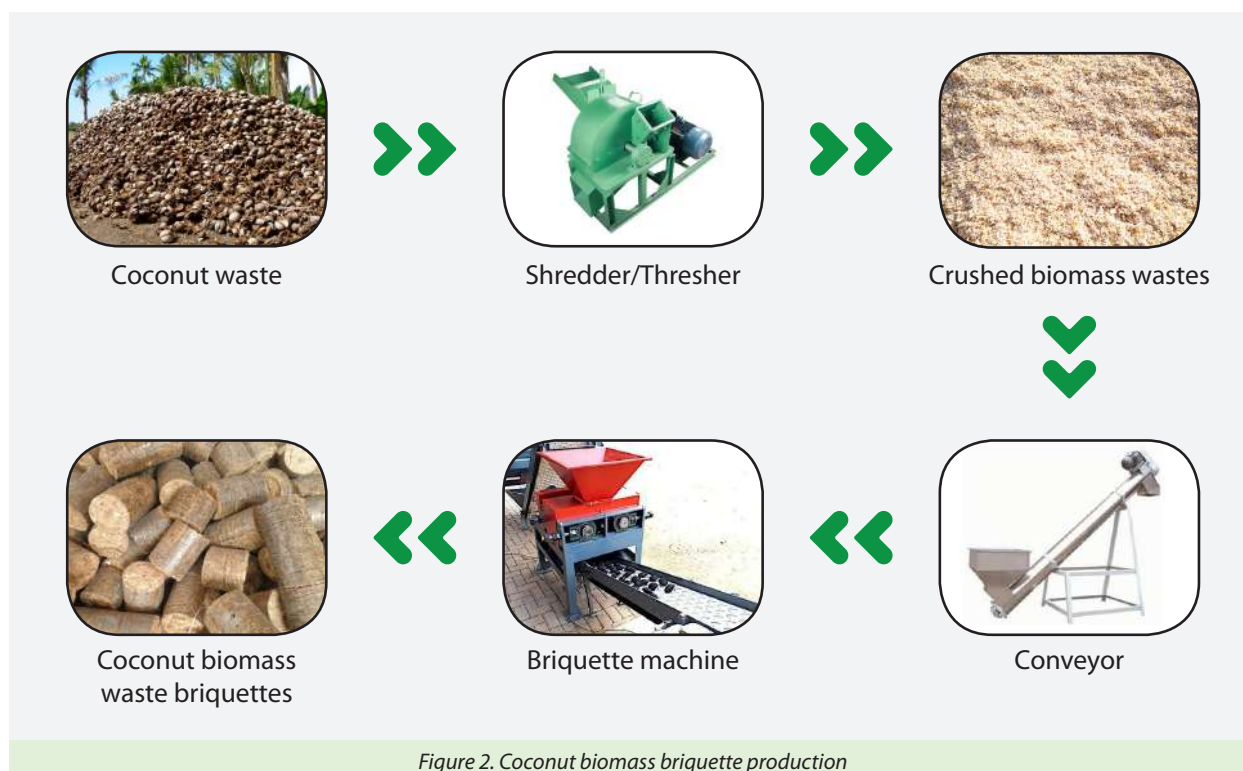 Coconut waste
Shredder/Thresher
Crushed biomass wastes
Conveyor
Briquette machine
Coconut biomass
waste briquettes
Figure 2. Coconut biomass briquette production